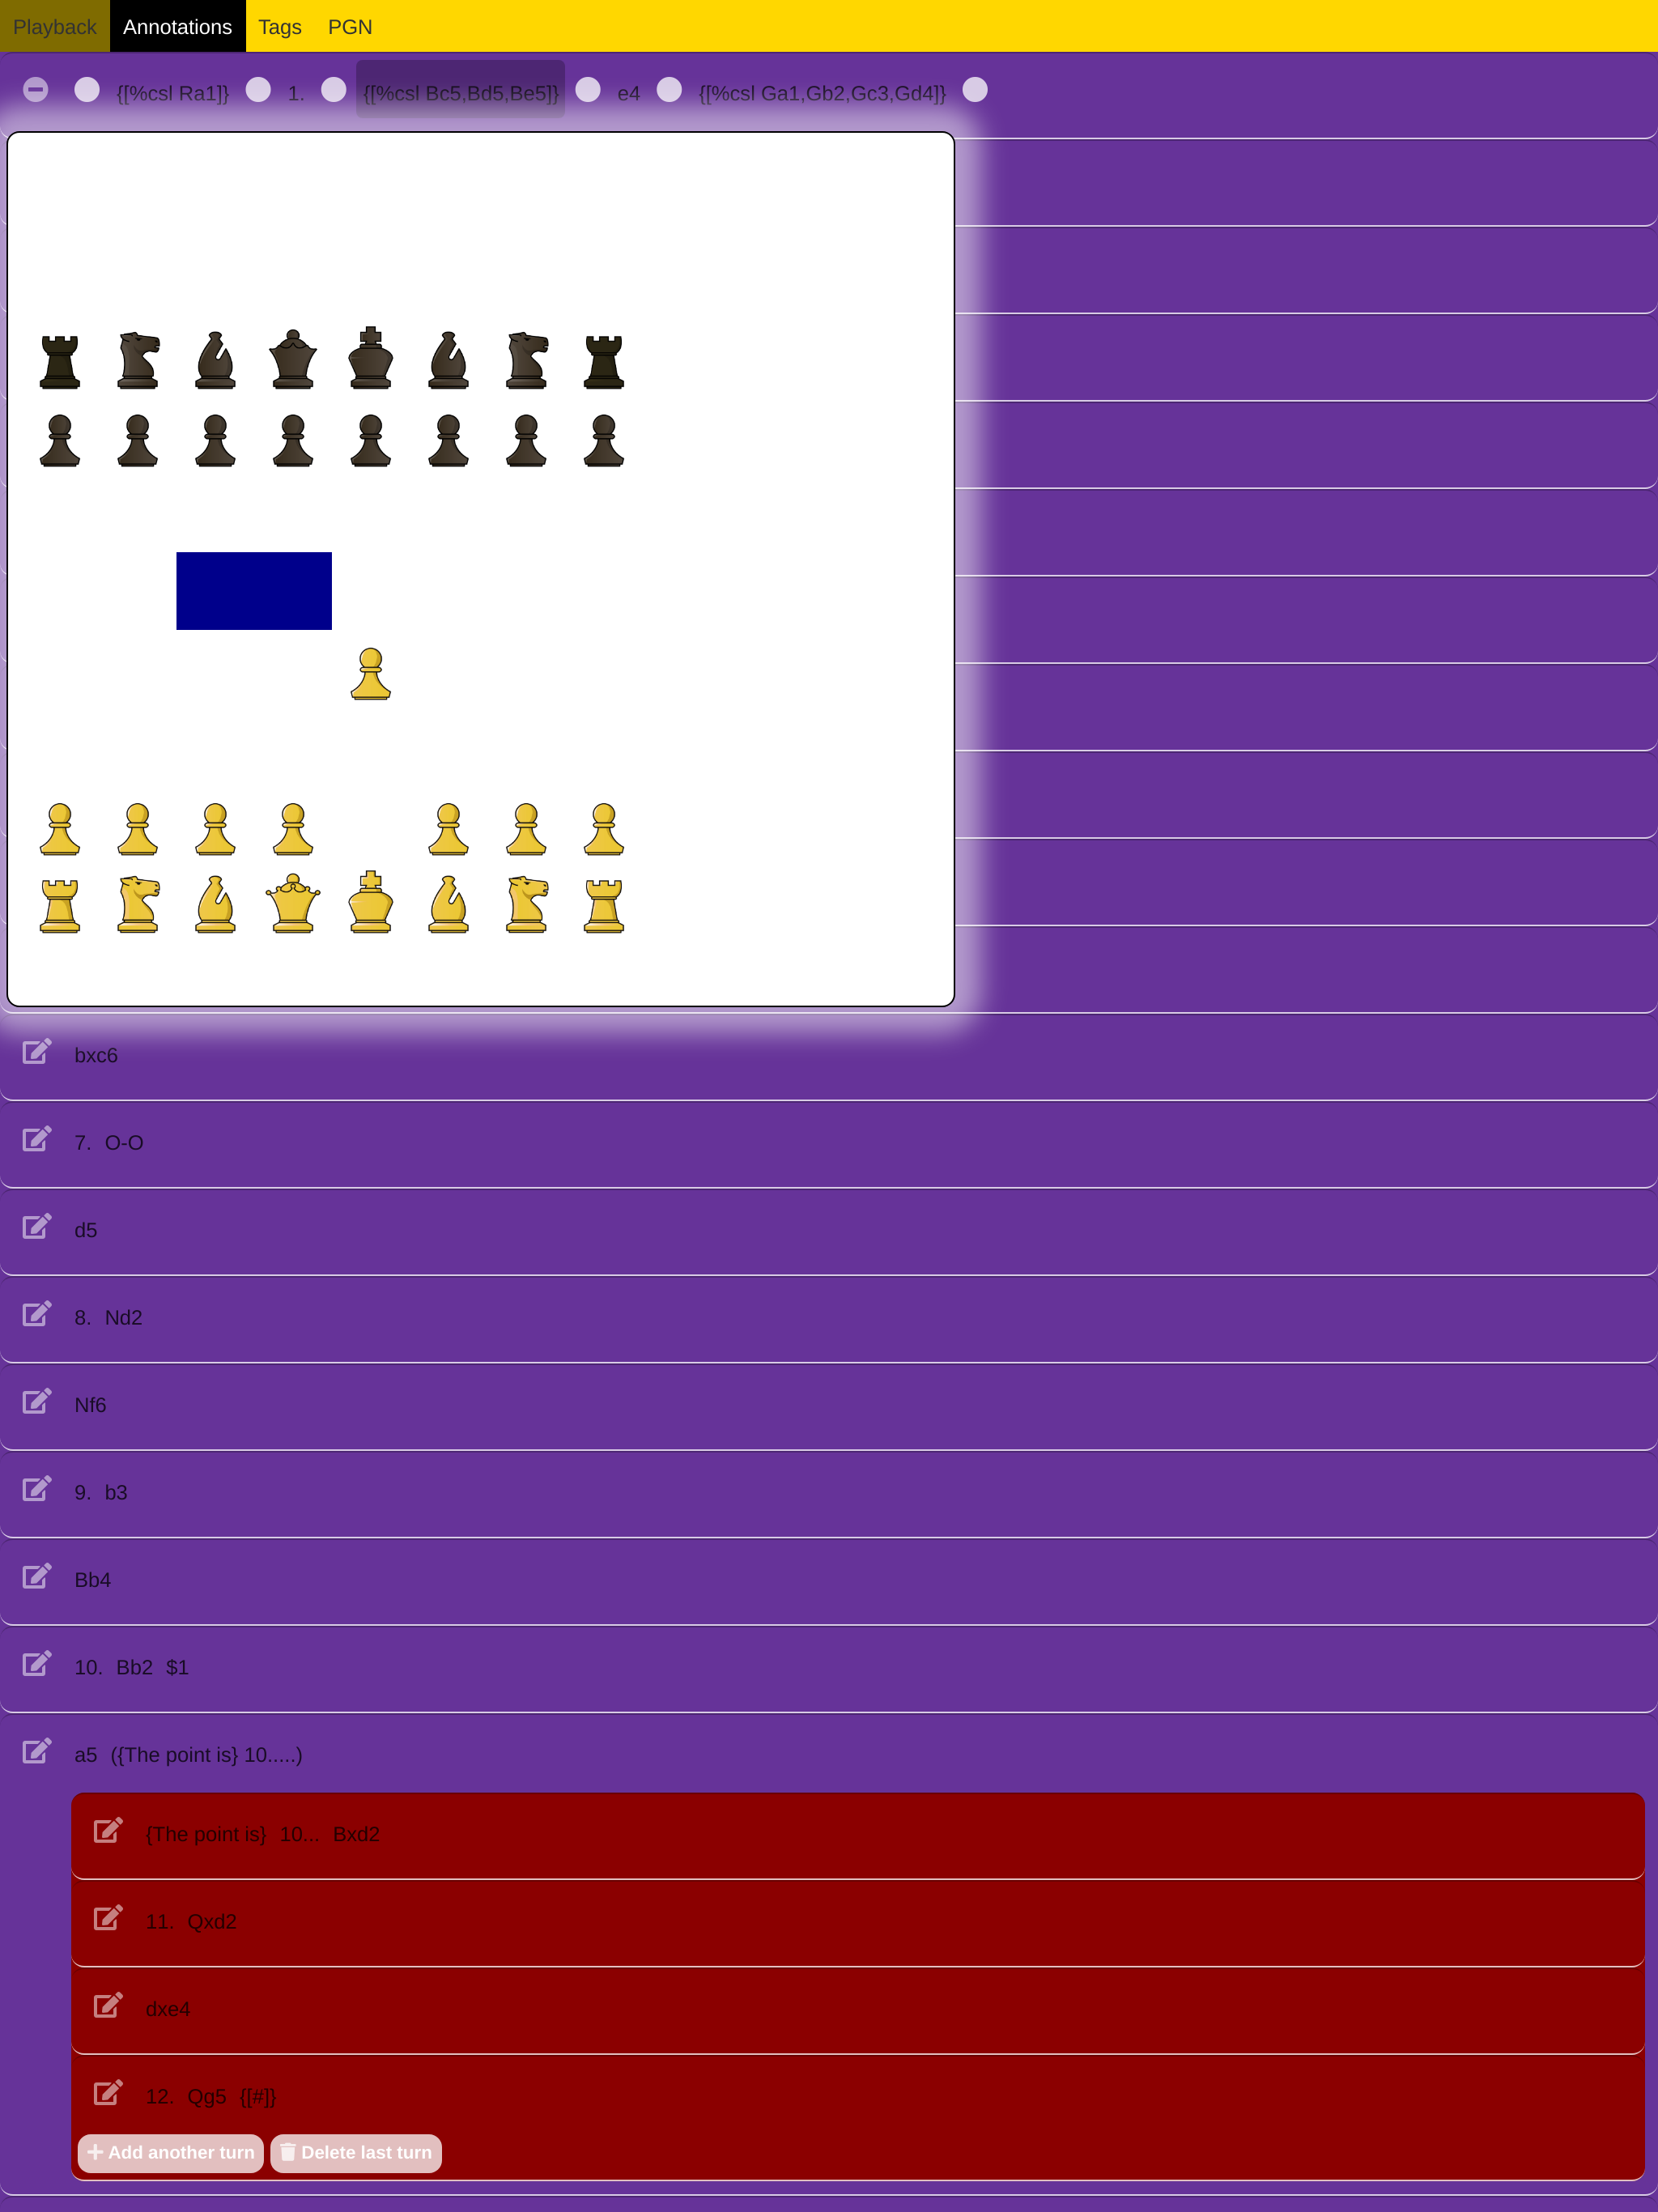 Playback Annotations Tags PGN
{[%csl Ra1]} 1. {[%csl Bc5,Bd5,Be5]} e4 {[%csl Ga1,Gb2,Gc3,Gd4]}
bxc6
7. O-O
d5
8. Nd2
Nf6
9. b3
Bb4
10. Bb2 $1
a5 ({The point is} 10.....)
{The point is} 10... Bxd2
11. Qxd2
dxe4
12. Qg5 {[#]}
Add another turn Delete last turn